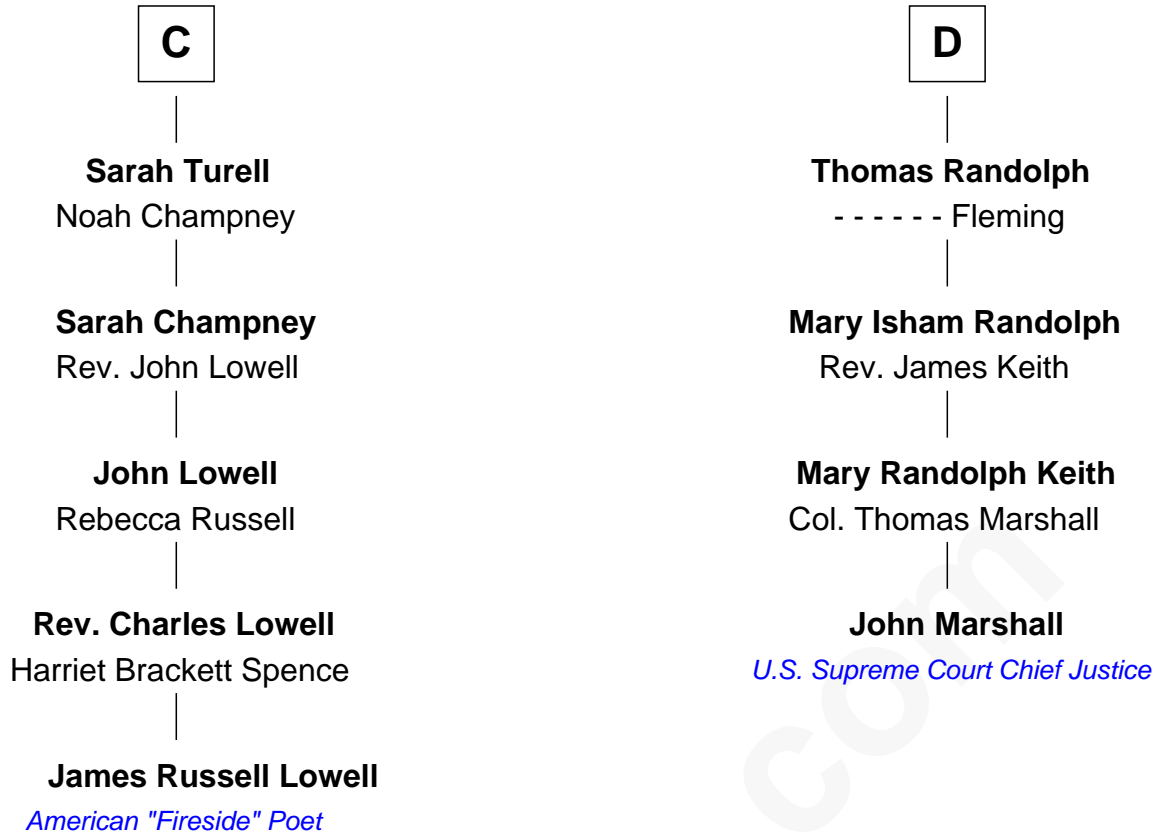 C
Sarah Turell
Noah Champney
Sarah Champney
Rev. John Lowell
John Lowell
Rebecca Russell
Rev. Charles Lowell
Harriet Brackett Spence
James Russell Lowell
American "Fireside" Poet
D
Thomas Randolph
- - - - - - Fleming
Mary Isham Randolph
Rev. James Keith
Mary Randolph Keith
Col. Thomas Marshall
John Marshall
U.S. Supreme Court Chief Justice
com